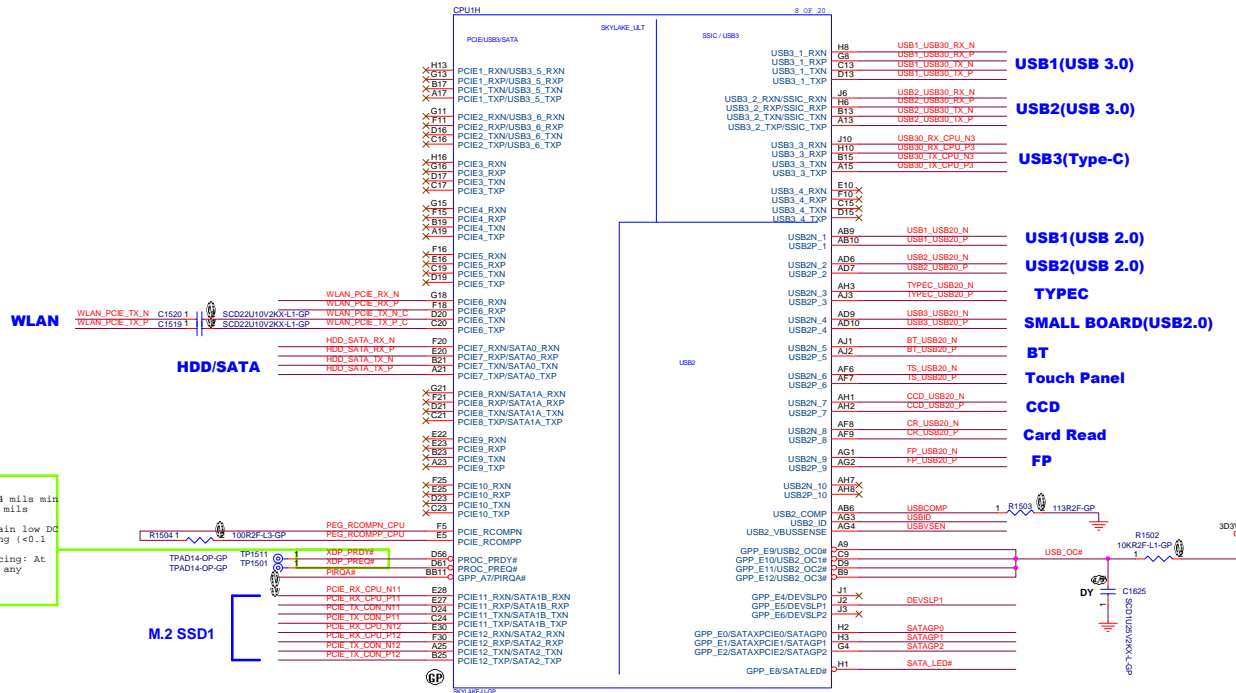 CPU1H
8 OF 20
SKYLAKE_ULT
PCIE/USB3/SATA
SSIC / USB3
USB2
H13 PCIE1_RXN/USB3_5_RXN
G13 PCIE1_RXP/USB3_5_RXP
B17 PCIE1_TXN/USB3_5_TXN
A17 PCIE1_TXP/USB3_5_TXP
G11 PCIE2_RXN/USB3_6_RXN
F11 PCIE2_RXP/USB3_6_RXP
D16 PCIE2_TXN/USB3_6_TXN
C16 PCIE2_TXP/USB3_6_TXP
H16 PCIE3_RXN
G16 PCIE3_RXP
D17 PCIE3_TXN
C17 PCIE3_TXP
G15 PCIE4_RXN
F15 PCIE4_RXP
B19 PCIE4_TXN
A19 PCIE4_TXP
F16 PCIE5_RXN
E16 PCIE5_RXP
C19 PCIE5_TXN
D19 PCIE5_TXP
WLAN
WLAN_PCIE_RX_N G18 PCIE6_RXN
WLAN_PCIE_RX_P F18 PCIE6_RXP
WLAN_PCIE_TX_N C1520 1 SCD22U10V2KX-L1-GP WLAN_PCIE_TX_N_C D20 PCIE6_TXN
WLAN_PCIE_TX_P C1519 1 SCD22U10V2KX-L1-GP WLAN_PCIE_TX_P_C C20 PCIE6_TXP
HDD/SATA
HDD_SATA_RX_N F20 PCIE7_RXN/SATA0_RXN
HDD_SATA_RX_P E20 PCIE7_RXP/SATA0_RXP
HDD_SATA_TX_N B21 PCIE7_TXN/SATA0_TXN
HDD_SATA_TX_P A21 PCIE7_TXP/SATA0_TXP
G21 PCIE8_RXN/SATA1A_RXN
F21 PCIE8_RXP/SATA1A_RXP
D21 PCIE8_TXN/SATA1A_TXN
C21 PCIE8_TXP/SATA1A_TXP
E22 PCIE9_RXN
E23 PCIE9_RXP
B23 PCIE9_TXN
A23 PCIE9_TXP
F25 PCIE10_RXN
E25 PCIE10_RXP
D23 PCIE10_TXN
C23 PCIE10_TXP
mils min
mils
ain low DC
ng (<0.1
cing: At
any
R1504 1 100R2F-L3-GP
PEG_RCOMPN_CPU F5 PCIE_RCOMPN
PEG_RCOMPP_CPU E5 PCIE_RCOMPP
TPAD14-OP-GP TP1511 1 XDP_PRDY# D56 PROC_PRDY#
TPAD14-OP-GP TP1501 1 XDP_PREQ# D61 PROC_PREQ#
PIRQA# BB11 GPP_A7/PIRQA#
M.2 SSD1
PCIE_RX_CPU_N11 E28 PCIE11_RXN/SATA1B_RXN
PCIE_RX_CPU_P11 E27 PCIE11_RXP/SATA1B_RXP
PCIE_TX_CON_N11 D24 PCIE11_TXN/SATA1B_TXN
PCIE_TX_CON_P11 C24 PCIE11_TXP/SATA1B_TXP
PCIE_RX_CPU_N12 E30 PCIE12_RXN/SATA2_RXN
PCIE_RX_CPU_P12 F30 PCIE12_RXP/SATA2_RXP
PCIE_TX_CON_N12 A25 PCIE12_TXN/SATA2_TXN
PCIE_TX_CON_P12 B25 PCIE12_TXP/SATA2_TXP
GP
SKYLAKE-U-GP
USB3_1_RXN H8 USB1_USB30_RX_N
USB3_1_RXP G8 USB1_USB30_RX_P
USB3_1_TXN C13 USB1_USB30_TX_N
USB3_1_TXP D13 USB1_USB30_TX_P
USB1(USB 3.0)
USB3_2_RXN/SSIC_RXN J6 USB2_USB30_RX_N
USB3_2_RXP/SSIC_RXP H6 USB2_USB30_RX_P
USB3_2_TXN/SSIC_TXN B13 USB2_USB30_TX_N
USB3_2_TXP/SSIC_TXP A13 USB2_USB30_TX_P
USB2(USB 3.0)
USB3_3_RXN J10 USB30_RX_CPU_N3
USB3_3_RXP H10 USB30_RX_CPU_P3
USB3_3_TXN B15 USB30_TX_CPU_N3
USB3_3_TXP A15 USB30_TX_CPU_P3
USB3(Type-C)
USB3_4_RXN E10
USB3_4_RXP F10
USB3_4_TXN C15
USB3_4_TXP D15
USB2N_1 AB9 USB1_USB20_N
USB2P_1 AB10 USB1_USB20_P
USB1(USB 2.0)
USB2N_2 AD6 USB2_USB20_N
USB2P_2 AD7 USB2_USB20_P
USB2(USB 2.0)
USB2N_3 AH3 TYPEC_USB20_N
USB2P_3 AJ3 TYPEC_USB20_P
TYPEC
USB2N_4 AD9 USB3_USB20_N
USB2P_4 AD10 USB3_USB20_P
SMALL BOARD(USB2.0)
USB2N_5 AJ1 BT_USB20_N
USB2P_5 AJ2 BT_USB20_P
BT
USB2N_6 AF6 TS_USB20_N
USB2P_6 AF7 TS_USB20_P
Touch Panel
USB2N_7 AH1 CCD_USB20_N
USB2P_7 AH2 CCD_USB20_P
CCD
USB2N_8 AF8 CR_USB20_N
USB2P_8 AF9 CR_USB20_P
Card Read
USB2N_9 AG1 FP_USB20_N
USB2P_9 AG2 FP_USB20_P
FP
USB2N_10 AH7
USB2P_10 AH8
USB2_COMP AB6 USBCOMP 1 R1503 113R2F-GP
USB2_ID AG3 USBID
USB2_VBUSSENSE AG4 USBVSEN
GPP_E9/USB2_OC0# A9
GPP_E10/USB2_OC1# C9
GPP_E11/USB2_OC2# D9
GPP_E12/USB2_OC3# B9
USB_OC# 1 R1502 10KR2F-L1-GP
3D3V
DY C1625 1 SCD1U25V2KX-L-GP
GPP_E4/DEVSLP0 J1
GPP_E5/DEVSLP1 J2 DEVSLP1
GPP_E6/DEVSLP2 J3
GPP_E0/SATAXPCIE0/SATAGP0 H2 SATAGP0
GPP_E1/SATAXPCIE1/SATAGP1 H3 SATAGP1
GPP_E2/SATAXPCIE2/SATAGP2 G4 SATAGP2
GPP_E8/SATALED# H1 SATA_LED#